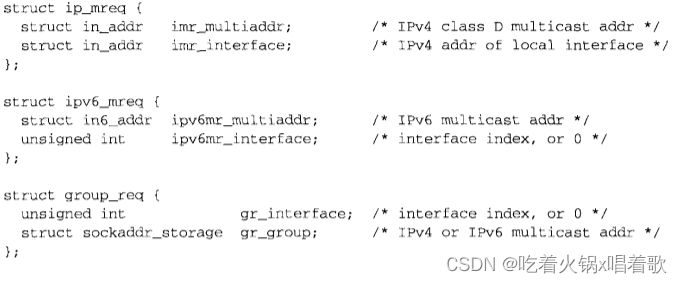 struct ip_mreq {
  struct in_addr   imr_multiaddr;         /* IPv4 class D multicast addr */
  struct in_addr   imr_interface;         /* IPv4 addr of local interface */
};

struct ipv6_mreq {
  struct in6_addr  ipv6mr_multiaddr;      /* IPv6 multicast addr */
  unsigned int     ipv6mr_interface;      /* interface index, or 0 */
};

struct group_req {
  unsigned int             gr_interface;  /* interface index, or 0 */
  struct sockaddr_storage  gr_group;      /* IPv4 or IPv6 multicast addr */
};
CSDN @吃着火锅x唱着歌